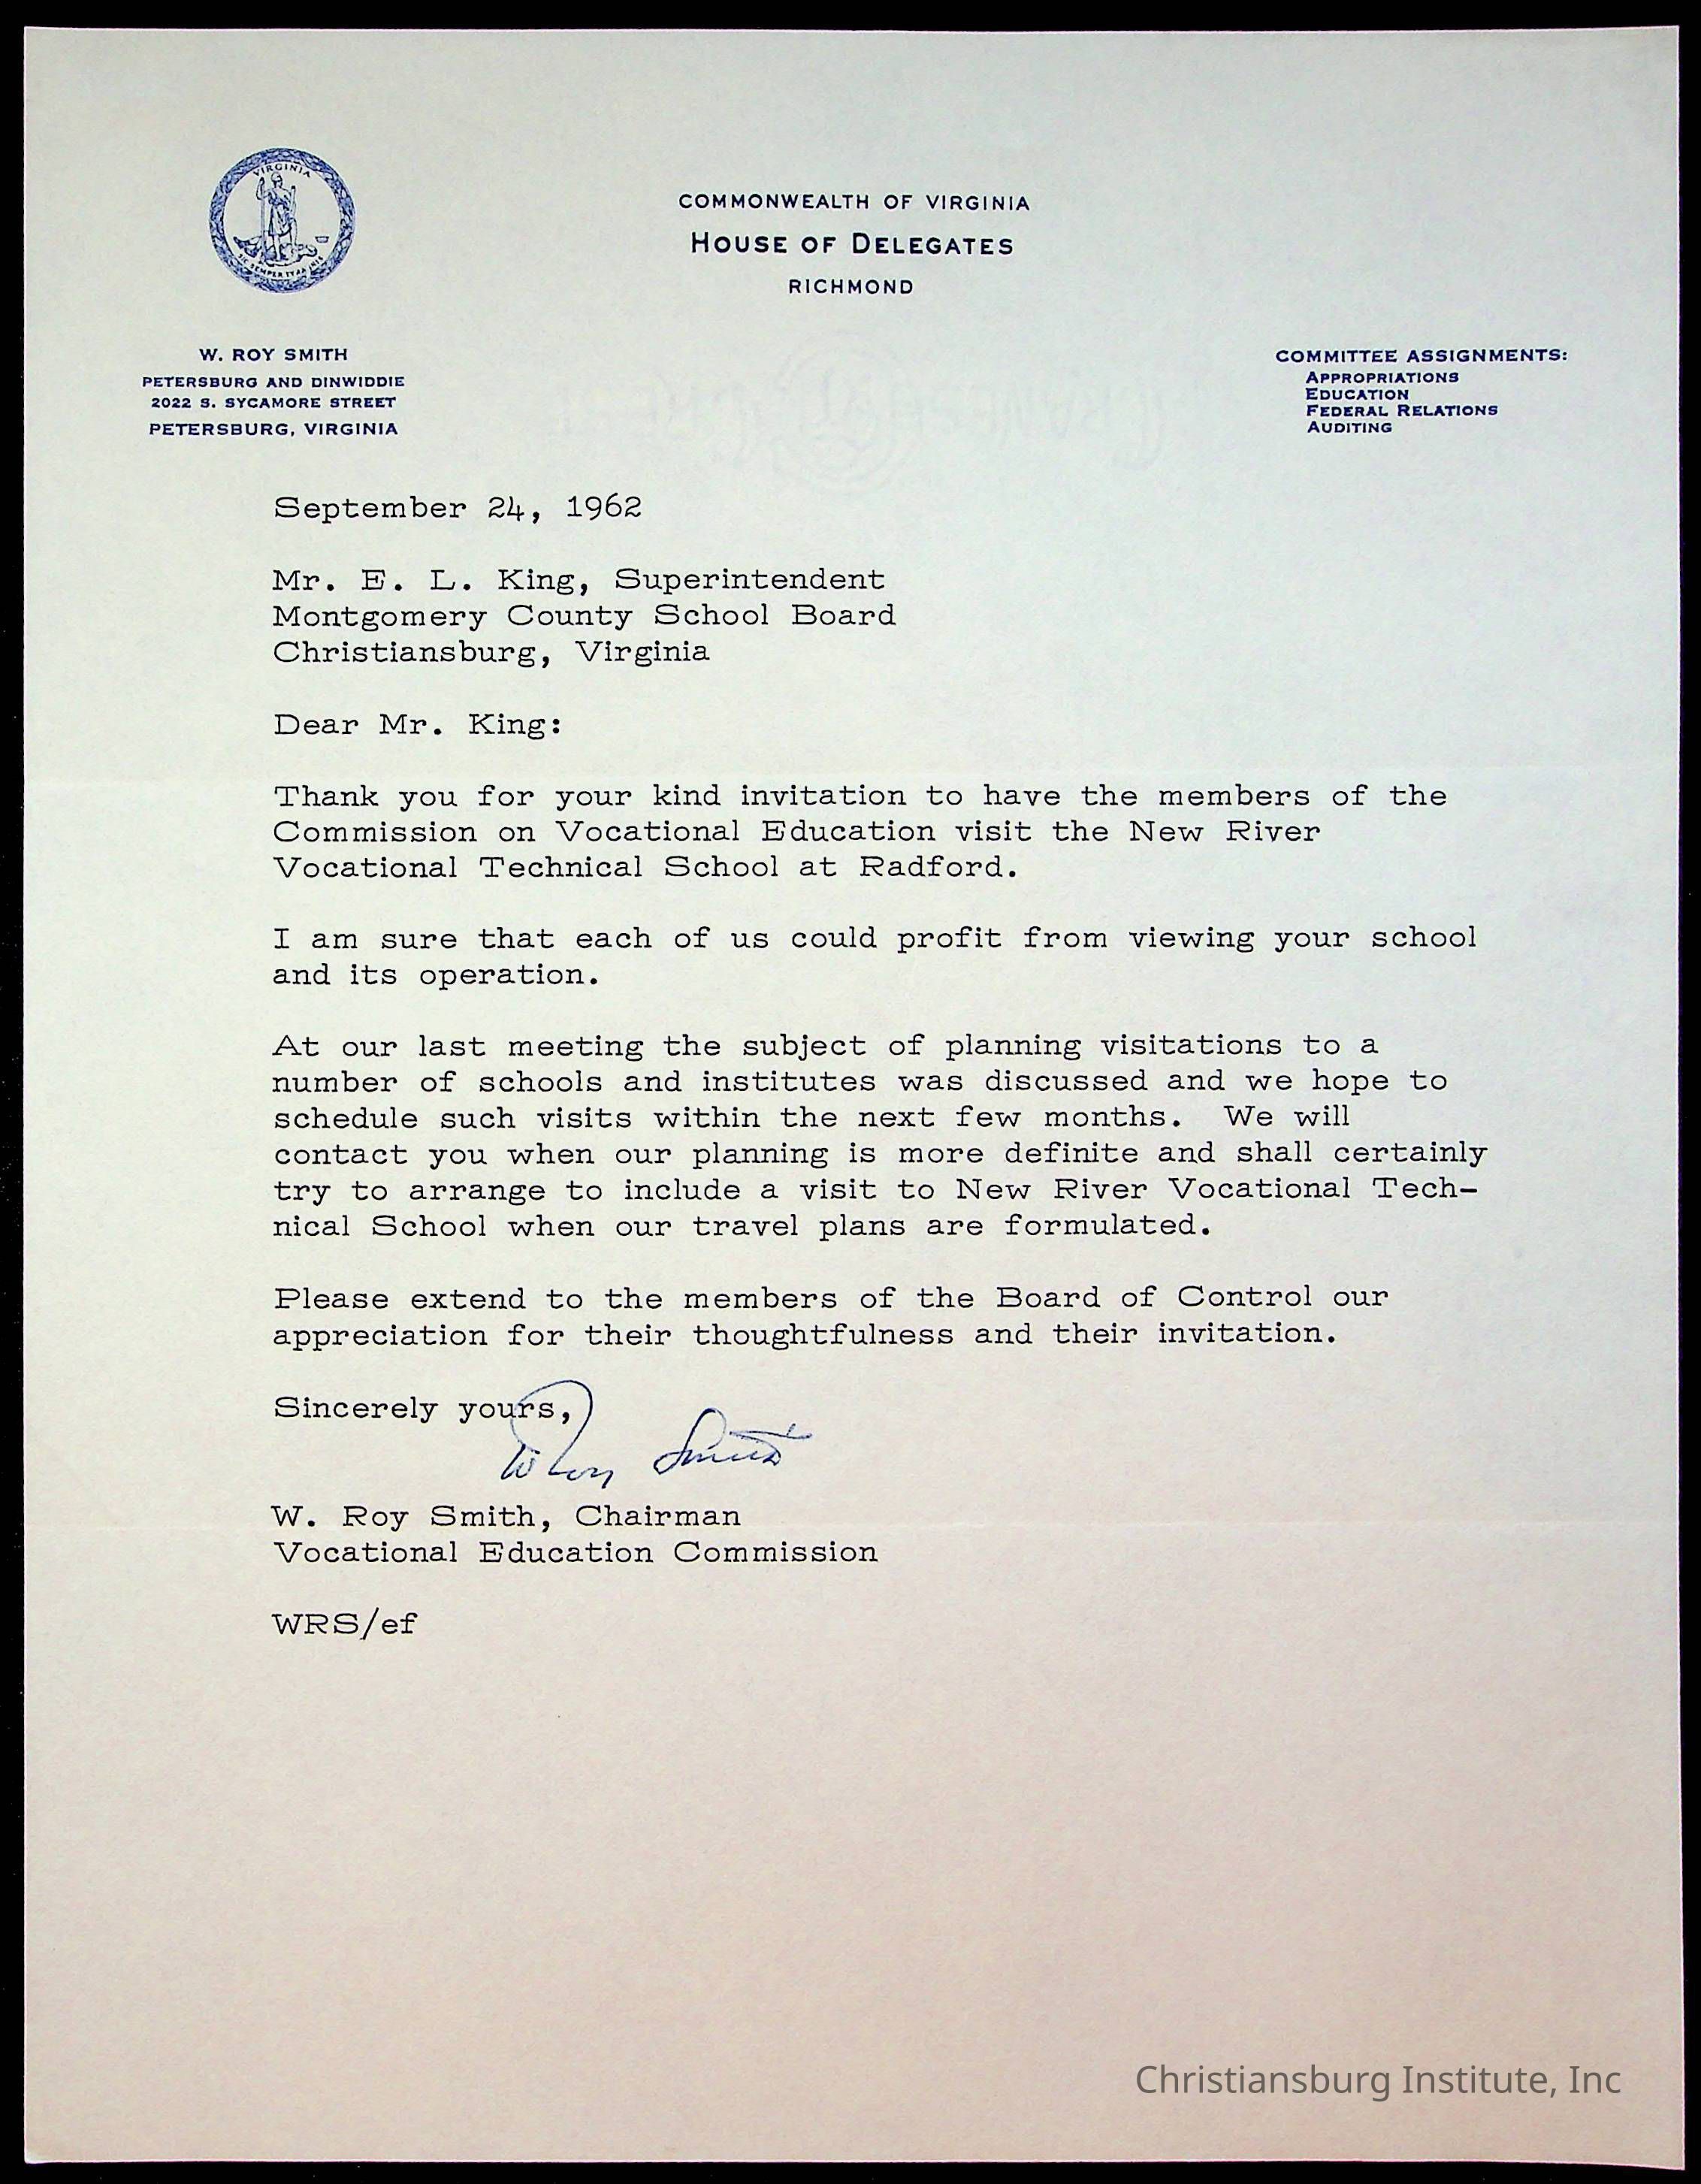 VIRGINIA
SIC SEMPER TYRANNIS
COMMONWEALTH OF VIRGINIA
HOUSE OF DELEGATES
RICHMOND
W. ROY SMITH
PETERSBURG AND DINWIDDIE
2022 S. SYCAMORE STREET
PETERSBURG, VIRGINIA
COMMITTEE ASSIGNMENTS:
APPROPRIATIONS
EDUCATION
FEDERAL RELATIONS
AUDITING
September 24, 1962
Mr. E. L. King, Superintendent
Montgomery County School Board
Christiansburg, Virginia
Dear Mr. King:
Thank you for your kind invitation to have the members of the
Commission on Vocational Education visit the New River
Vocational Technical School at Radford.
I am sure that each of us could profit from viewing your school
and its operation.
At our last meeting the subject of planning visitations to a
number of schools and institutes was discussed and we hope to
schedule such visits within the next few months. We will
contact you when our planning is more definite and shall certainly
try to arrange to include a visit to New River Vocational Tech-
nical School when our travel plans are formulated.
Please extend to the members of the Board of Control our
appreciation for their thoughtfulness and their invitation.
Sincerely yours,
W Roy Smith
W. Roy Smith, Chairman
Vocational Education Commission
WRS/ef
Christiansburg Institute, Inc